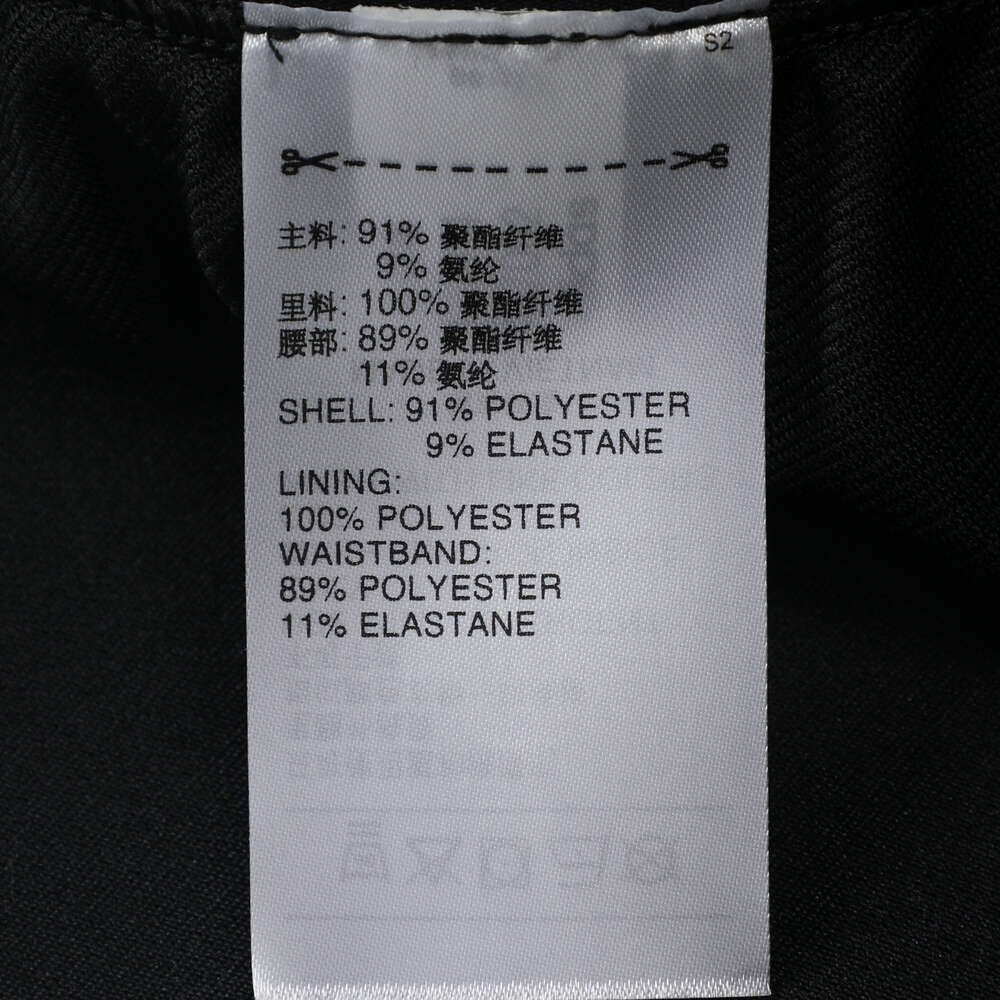 S2
主料: 91% 聚酯纤维
9% 氨纶
里料: 100% 聚酯纤维
腰部: 89% 聚酯纤维
11% 氨纶
SHELL: 91% POLYESTER
9% ELASTANE
LINING:
100% POLYESTER
WAISTBAND:
89% POLYESTER
11% ELASTANE